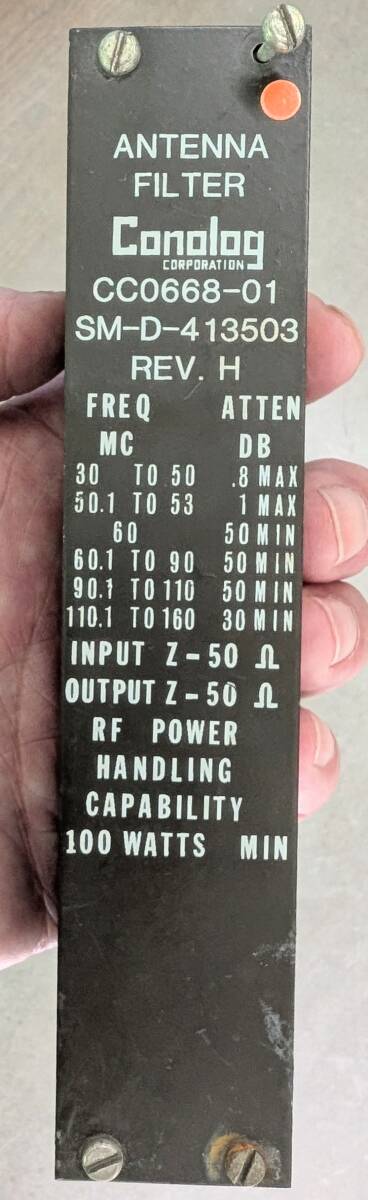 ANTENNA
FILTER
Conolog
CORPORATION
CC0668-01
SM-D-413503
REV. H
FREQ ATTEN
MC DB
30 TO 50 .8 MAX
50.1 TO 53 1 MAX
60 50 MIN
60.1 TO 90 50 MIN
90.1 TO 110 50 MIN
110.1 TO 160 30 MIN
INPUT Z-50 Ω
OUTPUT Z-50 Ω
RF POWER
HANDLING
CAPABILITY
100 WATTS MIN